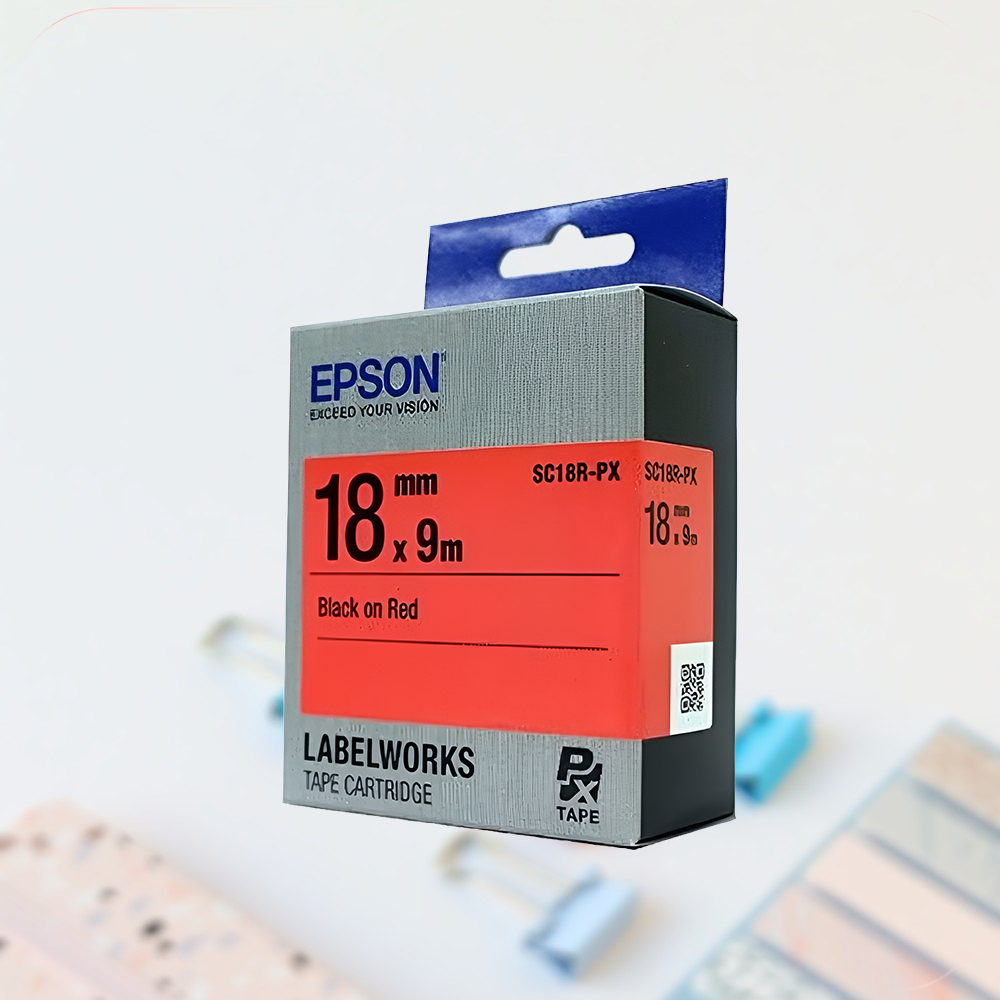 EPSON
EXCEED YOUR VISION
18 mm x 9m
SC18R-PX
Black on Red
LABELWORKS
TAPE CARTRIDGE
Px
TAPE
SC18R-PX
18 mm x 9m